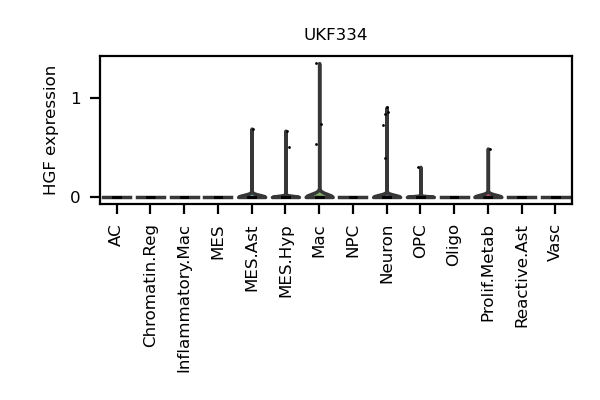 UKF334
HGF expression
1
0
AC
Chromatin.Reg
Inflammatory.Mac
MES
MES.Ast
MES.Hyp
Mac
NPC
Neuron
OPC
Oligo
Prolif.Metab
Reactive.Ast
Vasc